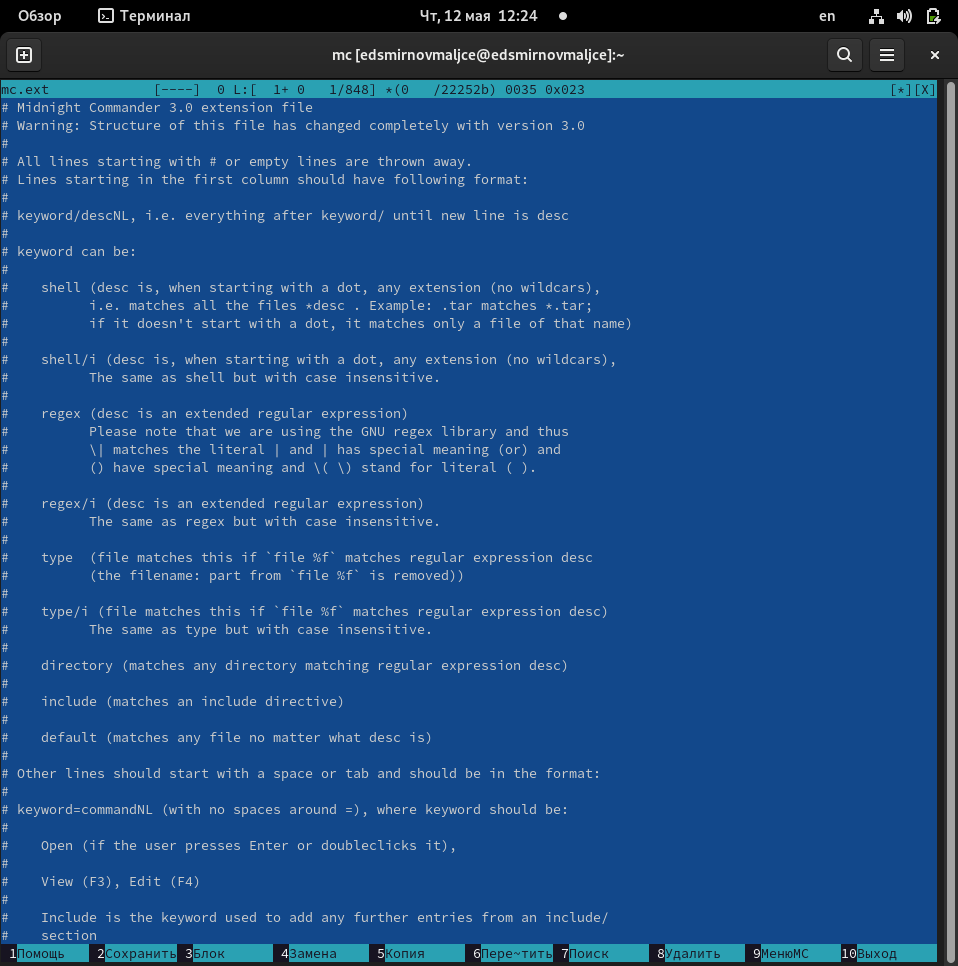 Обзор Терминал Чт, 12 мая 12:24 en
mc [edsmirnovmaljce@edsmirnovmaljce]:~
mc.ext [----] 0 L:[ 1+ 0 1/848] *(0 /22252b) 0035 0x023 [*][X]
# Midnight Commander 3.0 extension file
# Warning: Structure of this file has changed completely with version 3.0
#
# All lines starting with # or empty lines are thrown away.
# Lines starting in the first column should have following format:
#
# keyword/descNL, i.e. everything after keyword/ until new line is desc
#
# keyword can be:
#
#    shell (desc is, when starting with a dot, any extension (no wildcars),
#          i.e. matches all the files *desc . Example: .tar matches *.tar;
#          if it doesn't start with a dot, it matches only a file of that name)
#
#    shell/i (desc is, when starting with a dot, any extension (no wildcars),
#          The same as shell but with case insensitive.
#
#    regex (desc is an extended regular expression)
#          Please note that we are using the GNU regex library and thus
#          \| matches the literal | and | has special meaning (or) and
#          () have special meaning and \( \) stand for literal ( ).
#
#    regex/i (desc is an extended regular expression)
#          The same as regex but with case insensitive.
#
#    type  (file matches this if `file %f` matches regular expression desc
#          (the filename: part from `file %f` is removed))
#
#    type/i (file matches this if `file %f` matches regular expression desc)
#          The same as type but with case insensitive.
#
#    directory (matches any directory matching regular expression desc)
#
#    include (matches an include directive)
#
#    default (matches any file no matter what desc is)
#
# Other lines should start with a space or tab and should be in the format:
#
# keyword=commandNL (with no spaces around =), where keyword should be:
#
#    Open (if the user presses Enter or doubleclicks it),
#
#    View (F3), Edit (F4)
#
#    Include is the keyword used to add any further entries from an include/
#    section
1Помощь 2Сохранить 3Блок 4Замена 5Копия 6Пере~тить 7Поиск 8Удалить 9МенюMC 10Выход